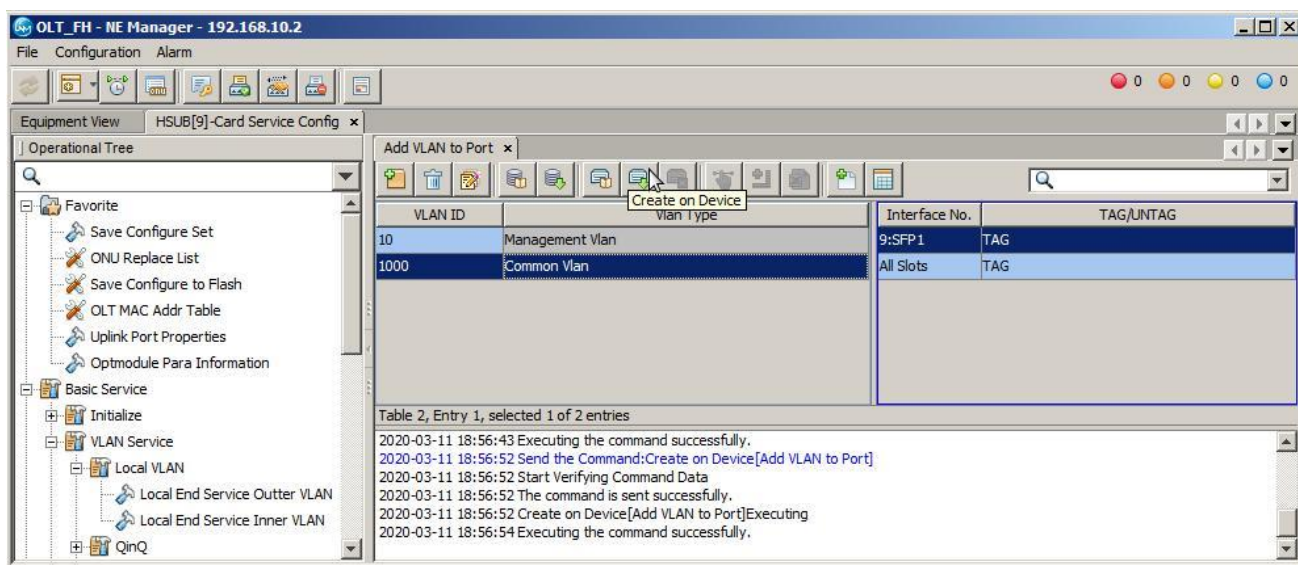 OLT_FH - NE Manager - 192.168.10.2
File Configuration Alarm
0 0 0 0
Equipment View HSUB[9]-Card Service Config
Operational Tree
Favorite
Save Configure Set
ONU Replace List
Save Configure to Flash
OLT MAC Addr Table
Uplink Port Properties
Optmodule Para Information
Basic Service
Initialize
VLAN Service
Local VLAN
Local End Service Outter VLAN
Local End Service Inner VLAN
QinQ
Add VLAN to Port
Create on Device
VLAN ID Vlan Type
10 Management Vlan
1000 Common Vlan
Interface No. TAG/UNTAG
9:SFP1 TAG
All Slots TAG
Table 2, Entry 1, selected 1 of 2 entries
2020-03-11 18:56:43 Executing the command successfully.
2020-03-11 18:56:52 Send the Command:Create on Device[Add VLAN to Port]
2020-03-11 18:56:52 Start Verifying Command Data
2020-03-11 18:56:52 The command is sent successfully.
2020-03-11 18:56:52 Create on Device[Add VLAN to Port]Executing
2020-03-11 18:56:54 Executing the command successfully.